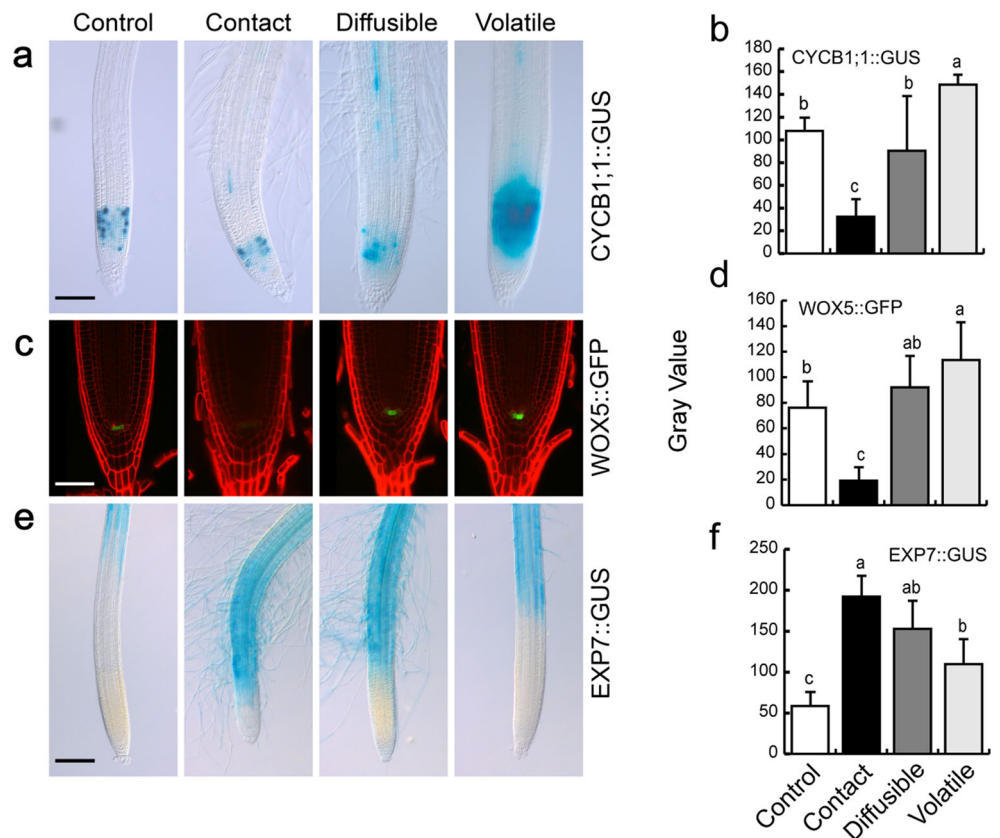 Control Contact Diffusible Volatile
a
CYCB1;1::GUS
c
WOX5::GFP
e
EXP7::GUS
b
CYCB1;1::GUS
180
160
140
120
100
80
60
40
20
0
b
c
b
a
d
WOX5::GFP
160
140
120
100
80
60
40
20
0
b
c
ab
a
Gray Value
f
EXP7::GUS
250
200
150
100
50
0
c
a
ab
b
Control Contact Diffusible Volatile